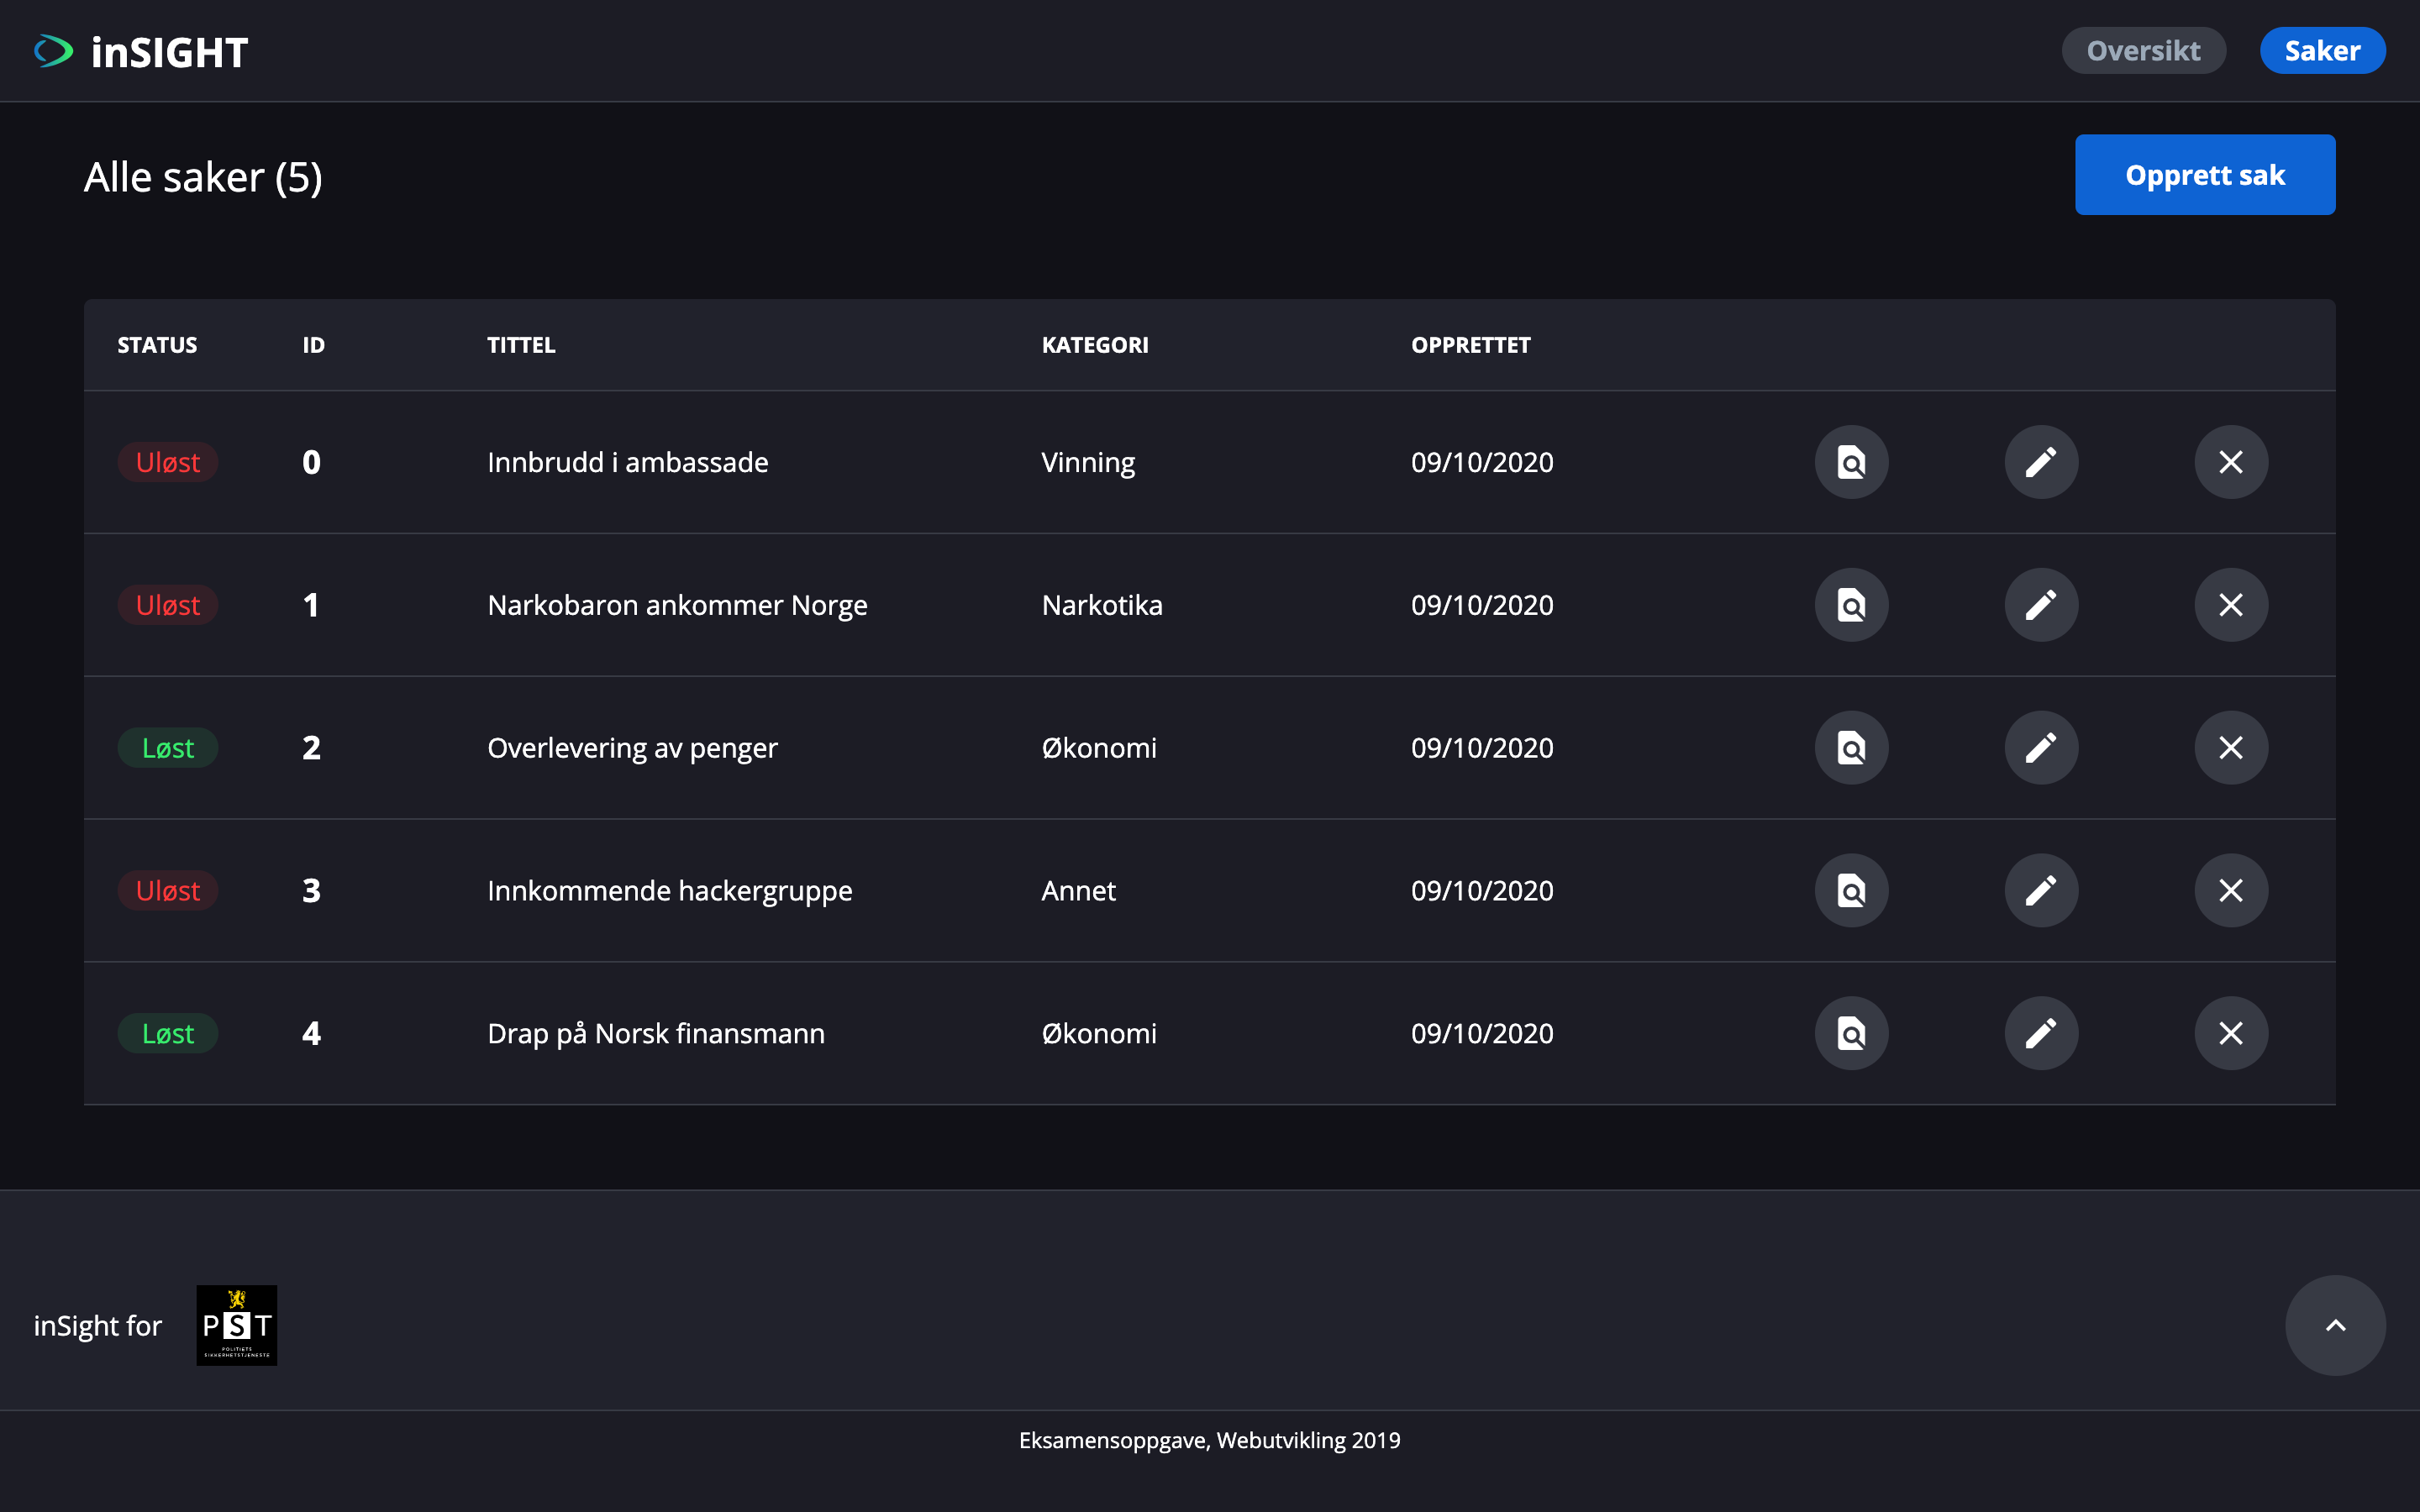 inSIGHT Oversikt Saker
Alle saker (5) Opprett sak
STATUS ID TITTEL KATEGORI OPPRETTET
Uløst 0 Innbrudd i ambassade Vinning 09/10/2020
Uløst 1 Narkobaron ankommer Norge Narkotika 09/10/2020
Løst 2 Overlevering av penger Økonomi 09/10/2020
Uløst 3 Innkommende hackergruppe Annet 09/10/2020
Løst 4 Drap på Norsk finansmann Økonomi 09/10/2020
inSight for
PST
POLITIETS
SIKKERHETSTJENESTE
Eksamensoppgave, Webutvikling 2019